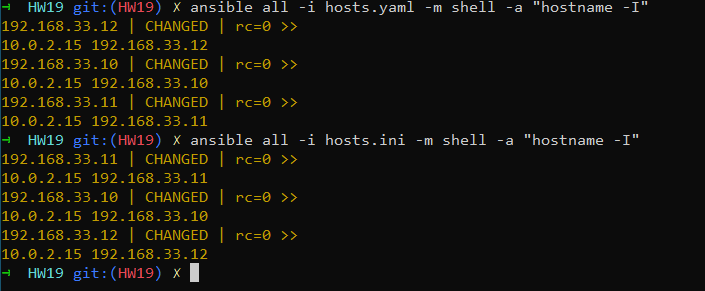 → HW19 git:(HW19) ✗ ansible all -i hosts.yaml -m shell -a "hostname -I"
192.168.33.12 | CHANGED | rc=0 >>
10.0.2.15 192.168.33.12
192.168.33.10 | CHANGED | rc=0 >>
10.0.2.15 192.168.33.10
192.168.33.11 | CHANGED | rc=0 >>
10.0.2.15 192.168.33.11
→ HW19 git:(HW19) ✗ ansible all -i hosts.ini -m shell -a "hostname -I"
192.168.33.11 | CHANGED | rc=0 >>
10.0.2.15 192.168.33.11
192.168.33.10 | CHANGED | rc=0 >>
10.0.2.15 192.168.33.10
192.168.33.12 | CHANGED | rc=0 >>
10.0.2.15 192.168.33.12
→ HW19 git:(HW19) ✗